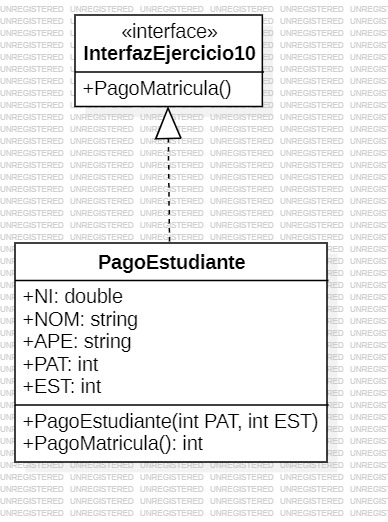 «interface»
InterfazEjercicio10
+PagoMatricula()
PagoEstudiante
+NI: double
+NOM: string
+APE: string
+PAT: int
+EST: int
+PagoEstudiante(int PAT, int EST)
+PagoMatricula(): int
UNREGISTERED